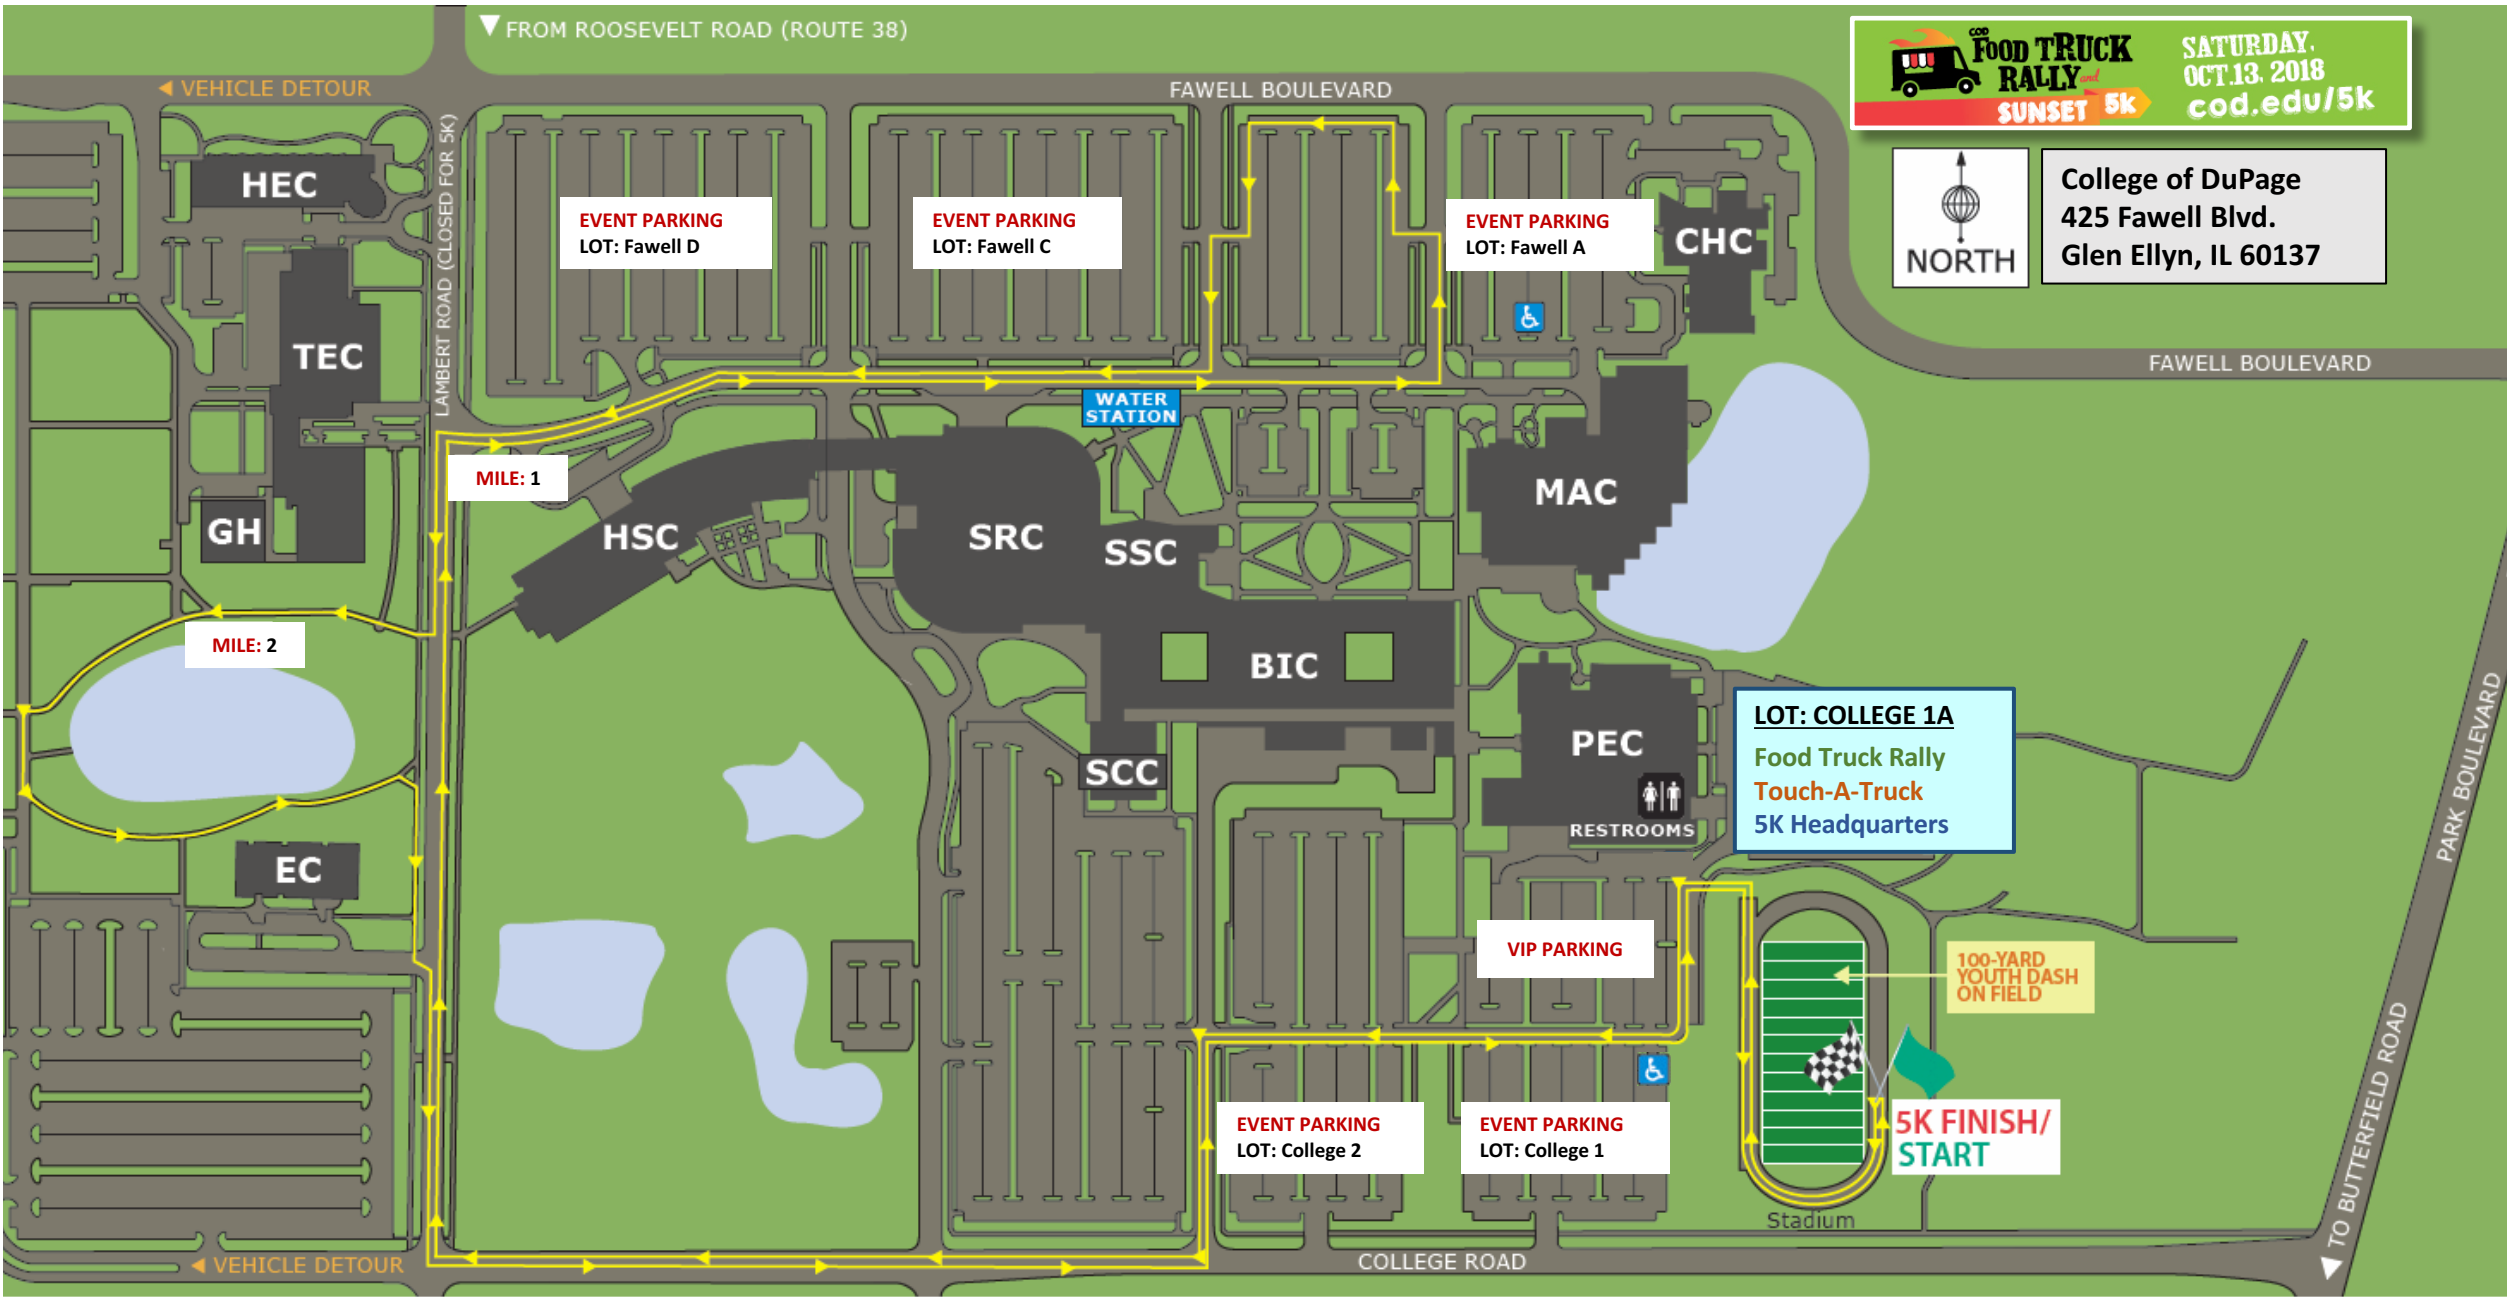 FROM ROOSEVELT ROAD (ROUTE 38)
COD
FOOD TRUCK
RALLY and
SUNSET 5K
SATURDAY,
OCT.13, 2018
cod.edu/5k
VEHICLE DETOUR
FAWELL BOULEVARD
NORTH
College of DuPage
425 Fawell Blvd.
Glen Ellyn, IL 60137
LAMBERT ROAD (CLOSED FOR 5K)
HEC
EVENT PARKING
LOT: Fawell D
EVENT PARKING
LOT: Fawell C
EVENT PARKING
LOT: Fawell A
CHC
TEC
FAWELL BOULEVARD
WATER
STATION
MILE: 1
MAC
GH
HSC
SRC
SSC
MILE: 2
BIC
PEC
SCC
RESTROOMS
LOT: COLLEGE 1A
Food Truck Rally
Touch-A-Truck
5K Headquarters
PARK BOULEVARD
EC
VIP PARKING
100-YARD
YOUTH DASH
ON FIELD
EVENT PARKING
LOT: College 2
EVENT PARKING
LOT: College 1
5K FINISH/
START
Stadium
TO BUTTERFIELD ROAD
VEHICLE DETOUR
COLLEGE ROAD